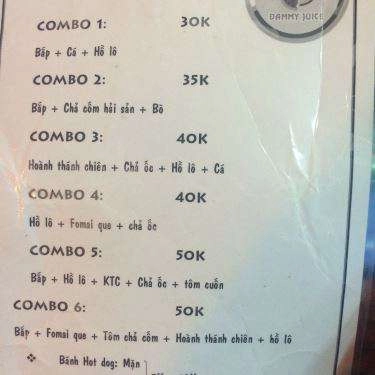 DAMMY JUICE
COMBO 1: 30K
Bắp + Cá + Hồ lô
COMBO 2: 35K
Bắp + Chả cốm hải sản + Bò
COMBO 3: 40K
Hoành thánh chiên + Chả ốc + Hồ lô + Cá
COMBO 4: 40K
Hồ lô + Fomai que + chả ốc
COMBO 5: 50K
Bắp + Hồ lô + KTC + Chả ốc + tôm cuốn
COMBO 6: 50K
Bắp + Fomai que + Tôm chả cốm + Hoành thánh chiên + hồ lô
❖ Bánh Hot dog: Mặn